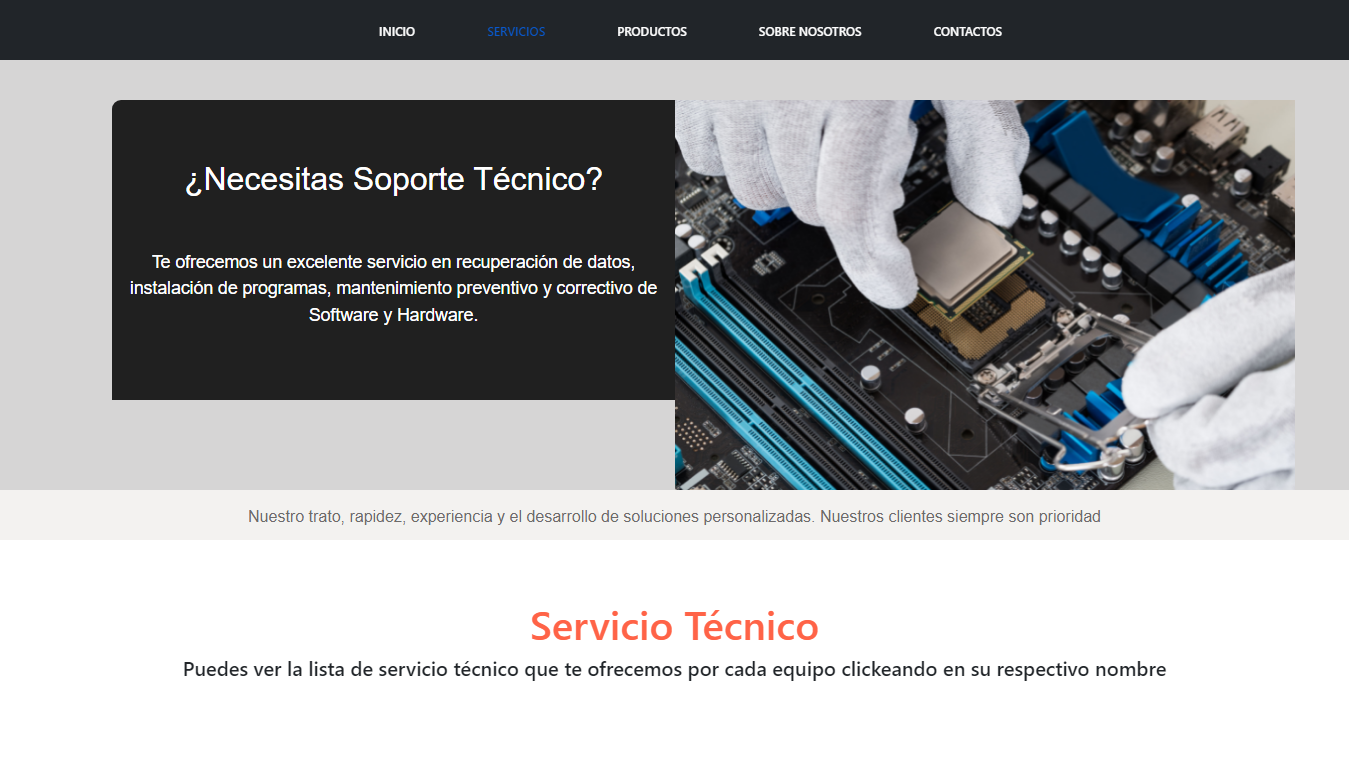 INICIO SERVICIOS PRODUCTOS SOBRE NOSOTROS CONTACTOS
¿Necesitas Soporte Técnico?
Te ofrecemos un excelente servicio en recuperación de datos,
instalación de programas, mantenimiento preventivo y correctivo de
Software y Hardware.
Nuestro trato, rapidez, experiencia y el desarrollo de soluciones personalizadas. Nuestros clientes siempre son prioridad
Servicio Técnico
Puedes ver la lista de servicio técnico que te ofrecemos por cada equipo clickeando en su respectivo nombre